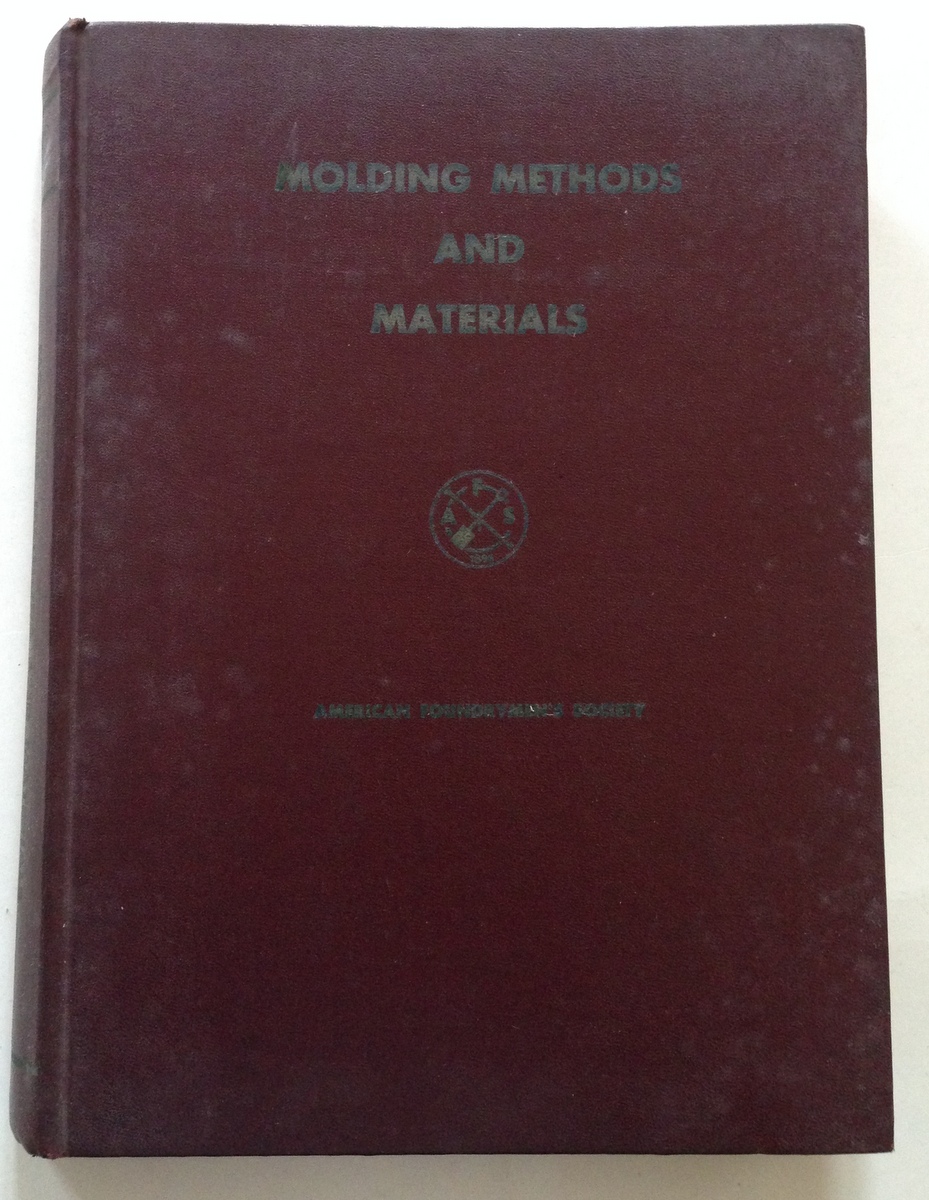 MOLDING METHODS
AND
MATERIALS
A F S
AMERICAN FOUNDRYMEN'S SOCIETY